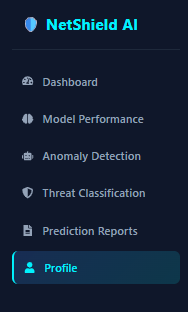 NetShield AI
Dashboard
Model Performance
Anomaly Detection
Threat Classification
Prediction Reports
Profile